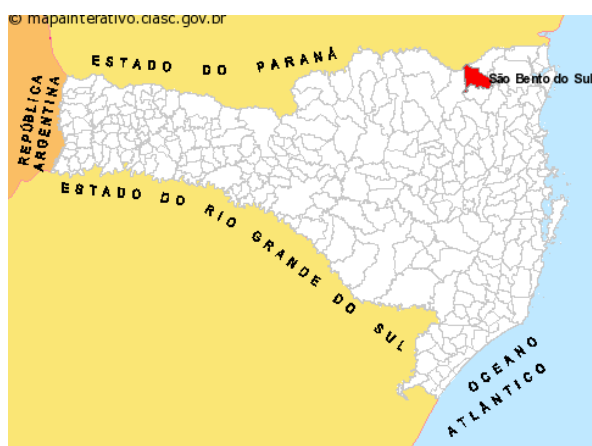 © mapainterativo.ciasc.gov.br
ESTADO DO PARANÁ
São Bento do Sul
REPÚBLICA
ARGENTINA
ESTADO DO RIO GRANDE DO SUL
OCEANO
ATLANTICO